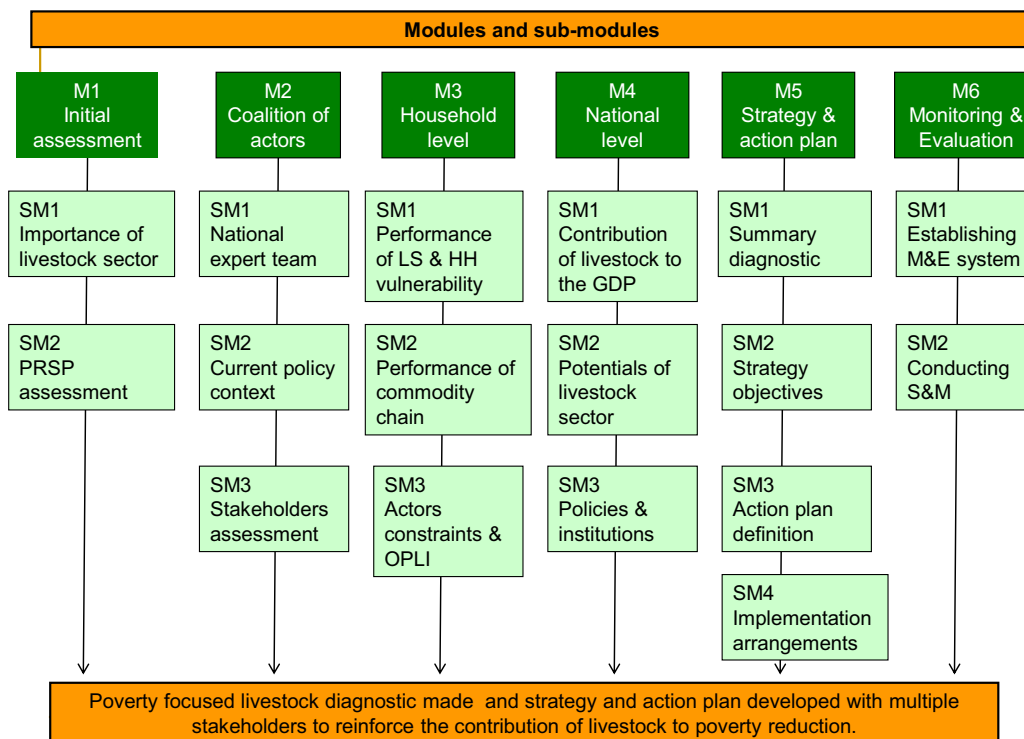 Modules and sub-modules
M1
Initial
assessment
M2
Coalition of
actors
M3
Household
level
M4
National
level
M5
Strategy &
action plan
M6
Monitoring &
Evaluation
SM1
Importance of
livestock sector
SM1
National
expert team
SM1
Performance
of LS & HH
vulnerability
SM1
Contribution
of livestock to
the GDP
SM1
Summary
diagnostic
SM1
Establishing
M&E system
SM2
PRSP
assessment
SM2
Current policy
context
SM2
Performance of
commodity
chain
SM2
Potentials of
livestock
sector
SM2
Strategy
objectives
SM2
Conducting
S&M
SM3
Stakeholders
assessment
SM3
Actors
constraints &
OPLI
SM3
Policies &
institutions
SM3
Action plan
definition
SM4
Implementation
arrangements
Poverty focused livestock diagnostic made and strategy and action plan developed with multiple
stakeholders to reinforce the contribution of livestock to poverty reduction.